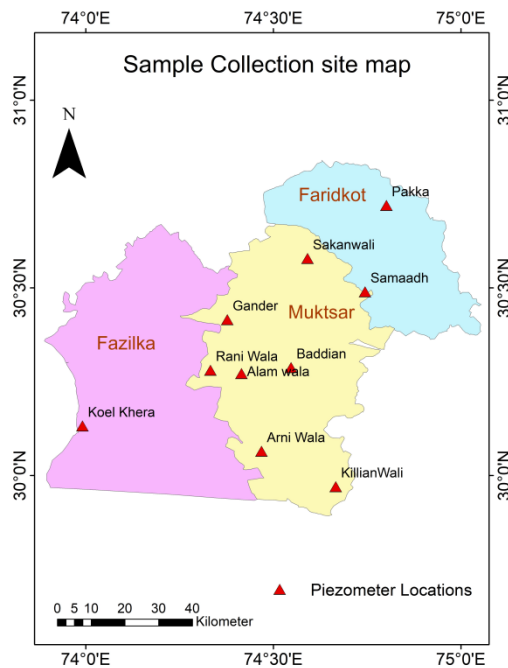 74°0'E 74°30'E 75°0'E
Sample Collection site map
31°0'N 31°0'N
N
Pakka
Faridkot
Sakanwali
Samaadh
30°30'N 30°30'N
Gander
Muktsar
Fazilka
Rani Wala
Baddian
Alam wala
Koel Khera
Arni Wala
30°0'N 30°0'N
KillianWali
Piezometer Locations
0 5 10 20 30 40
Kilometer
74°0'E 74°30'E 75°0'E